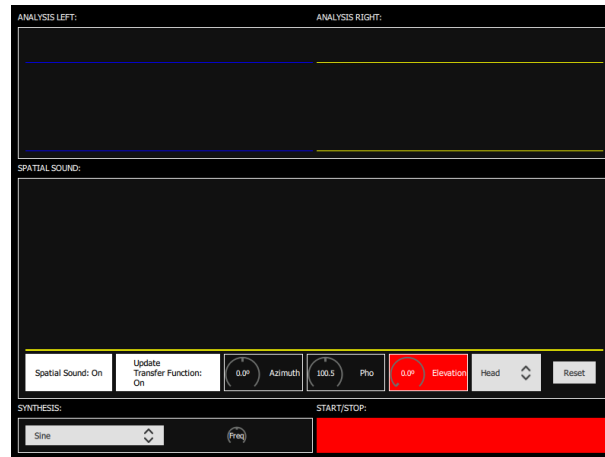 ANALYSIS LEFT: ANALYSIS RIGHT:
SPATIAL SOUND:
Spatial Sound: On
Update
Transfer Function:
On
0.0º Azimuth
100.5 Pho
0.0º Elevation
Head
Reset
SYNTHESIS: START/STOP:
Sine
Freq